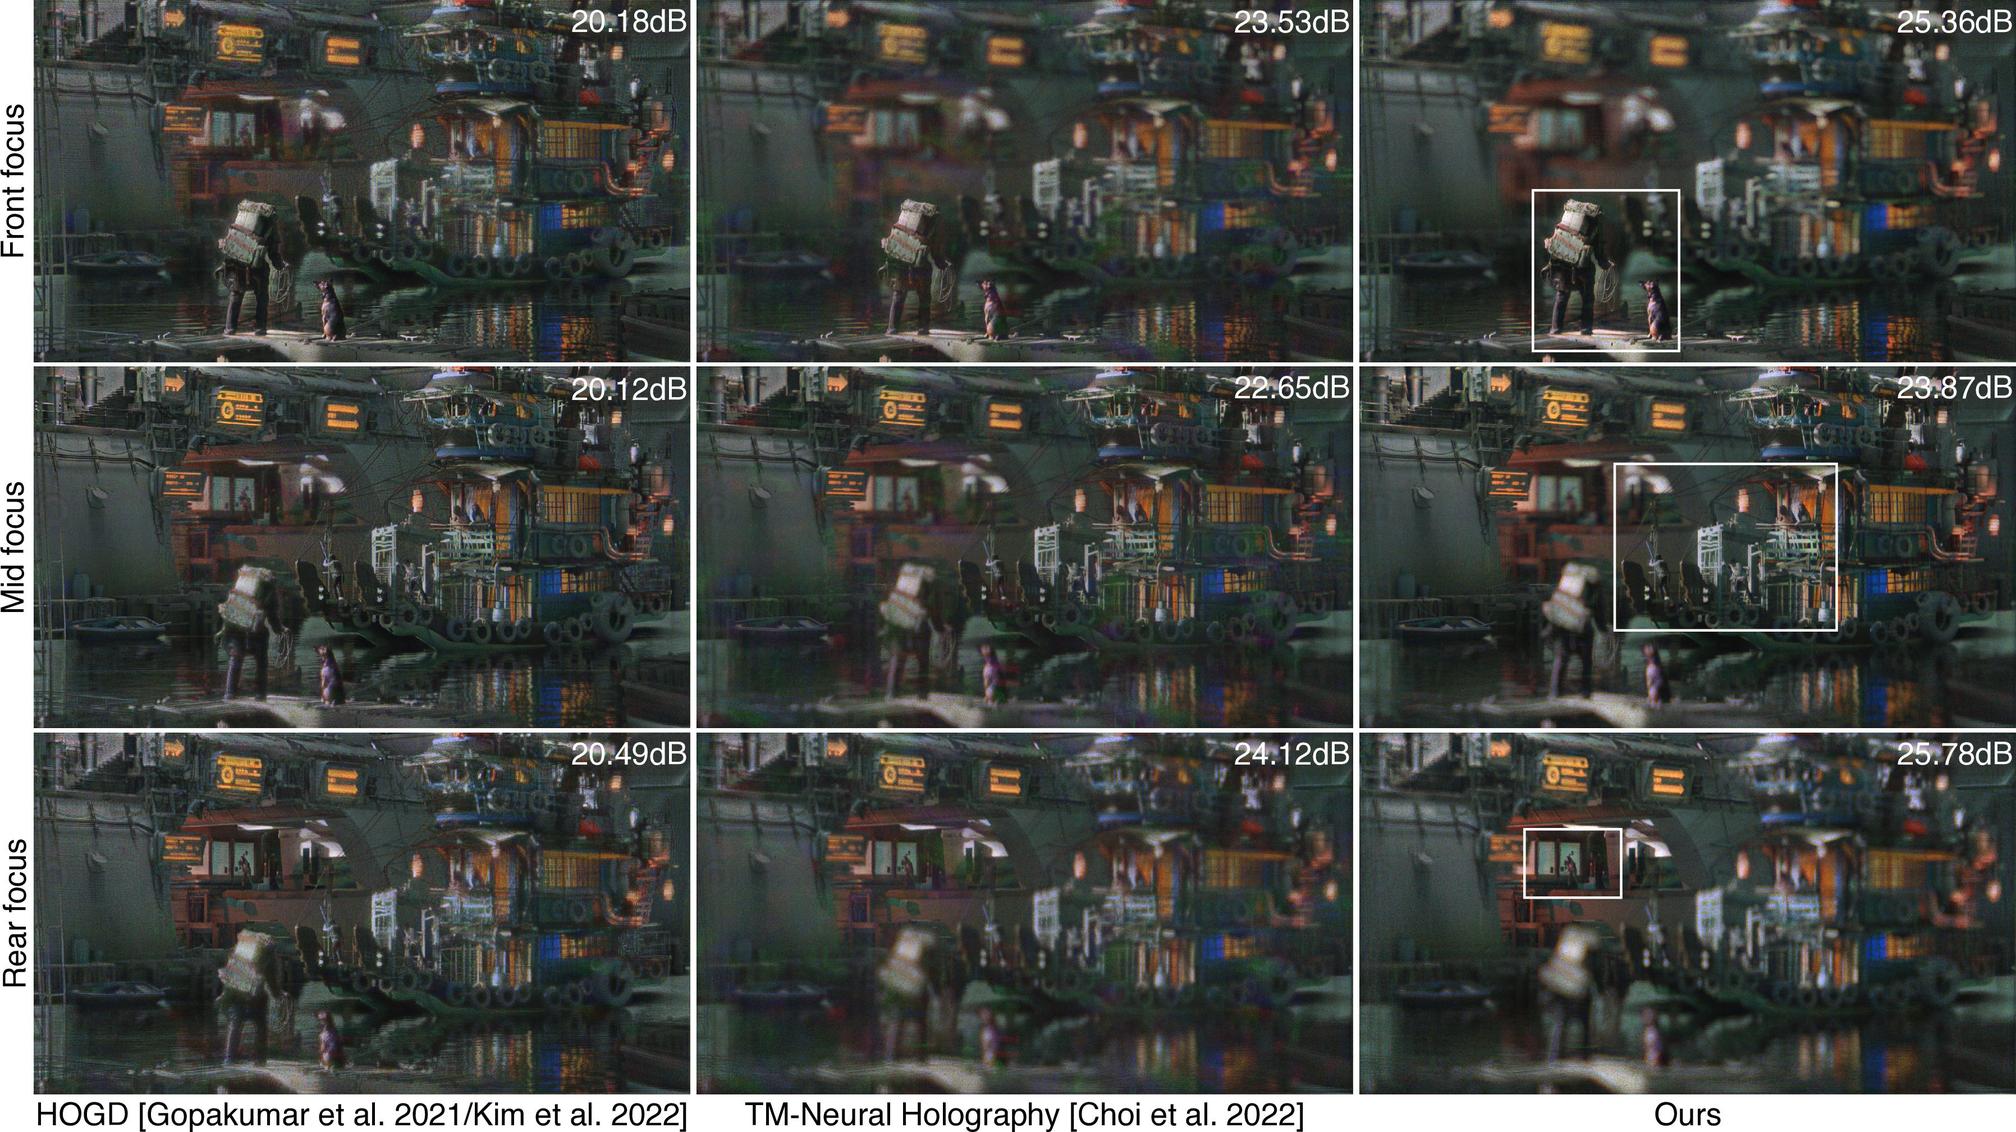 Front focus
20.18dB
23.53dB
25.36dB
Mid focus
20.12dB
22.65dB
23.87dB
Rear focus
20.49dB
24.12dB
25.78dB
HOGD [Gopakumar et al. 2021/Kim et al. 2022]
TM-Neural Holography [Choi et al. 2022]
Ours